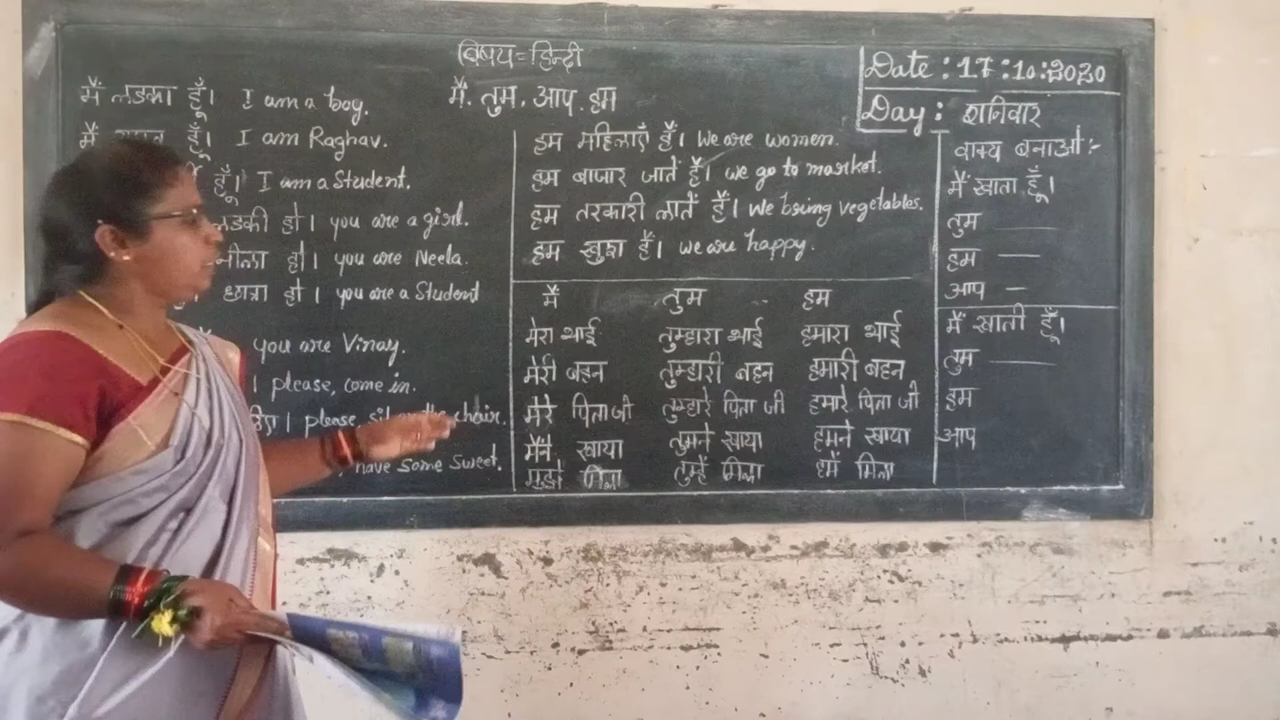 विषय=हिन्दी
Date : 17:10:2020
Day : शनिवार
मैं. तुम. आप. हम
मैं लडका हूँ। I am a boy.
मैं हूँ। I am Raghav.
हूँ। I am a Student.
लडकी हो। you are a girl.
नीला हो। you are Neela.
छात्रा हो। you are a Student
you are Vinay.
। please, come in.
please, sit on the chair.
have some sweet.
हम महिलाएँ हैं। We are women.
हम बाजार जातें हैं। we go to market.
हम तरकारी लातें हैं। We bring vegetables.
हम खुश हैं। we are happy.
मैं तुम हम
मेरा भाई तुम्हारा भाई हमारा भाई
मेरी बहन तुम्हारी बहन हमारी बहन
मेरे पिता जी तुम्हारे पिता जी हमारे पिता जी
मैंने खाया तुमने खाया हमने खाया
मुझे मिला तुम्हें मिला हमें मिला
वाक्य बनाओ:-
मैं खाता हूँ।
तुम ——
हम ——
आप —
मैं खाती हूँ।
तुम ——
हम
आप